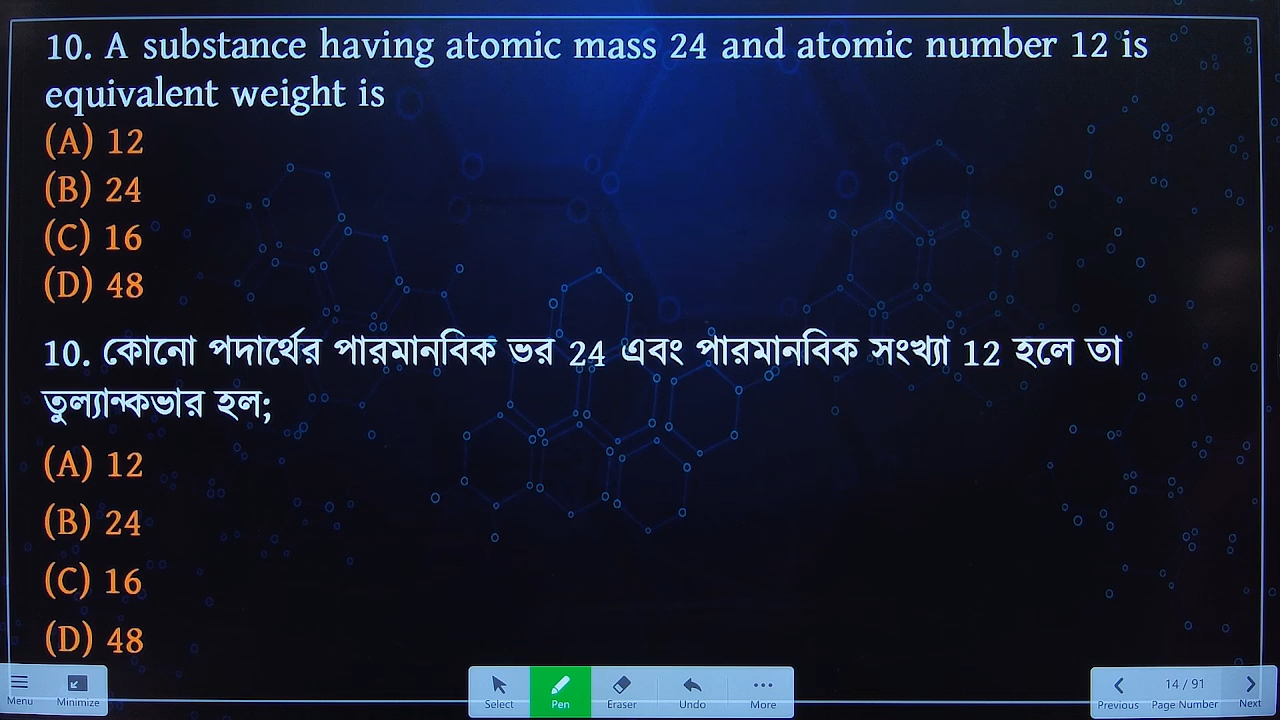 10. A substance having atomic mass 24 and atomic number 12 is
equivalent weight is
(A) 12
(B) 24
(C) 16
(D) 48
10. কোনো পদার্থের পারমানবিক ভর 24 এবং পারমানবিক সংখ্যা 12 হলে তা
তুল্যান্কভার হল;
(A) 12
(B) 24
(C) 16
(D) 48
Menu Minimize Select Pen Eraser Undo More Previous 14 / 91 Page Number Next